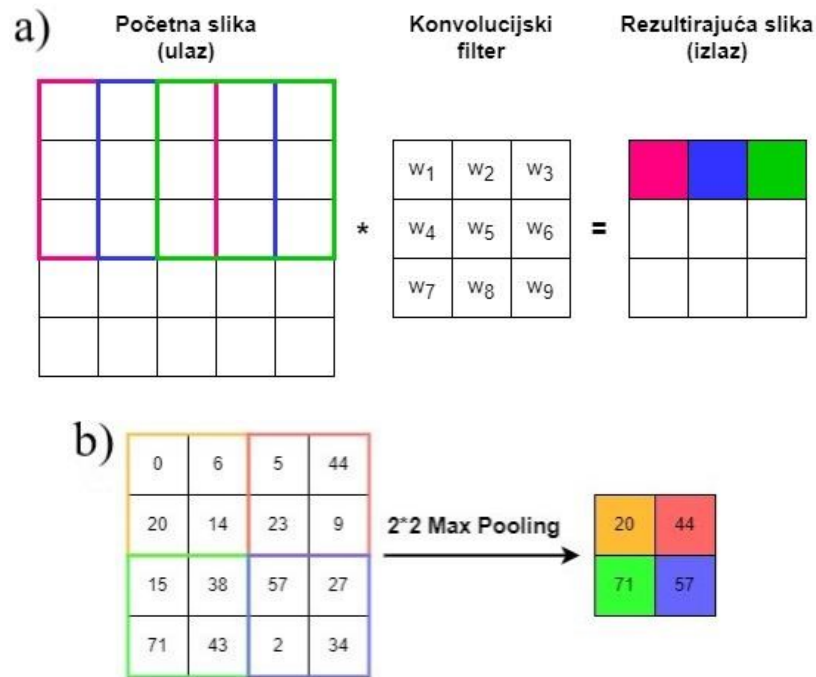 a)
Početna slika
(ulaz)
Konvolucijski
filter
Rezultirajuća slika
(izlaz)
w1 w2 w3
* w4 w5 w6 =
w7 w8 w9
b)
0 6 5 44
20 14 23 9
2*2 Max Pooling
20 44
15 38 57 27
71 57
71 43 2 34